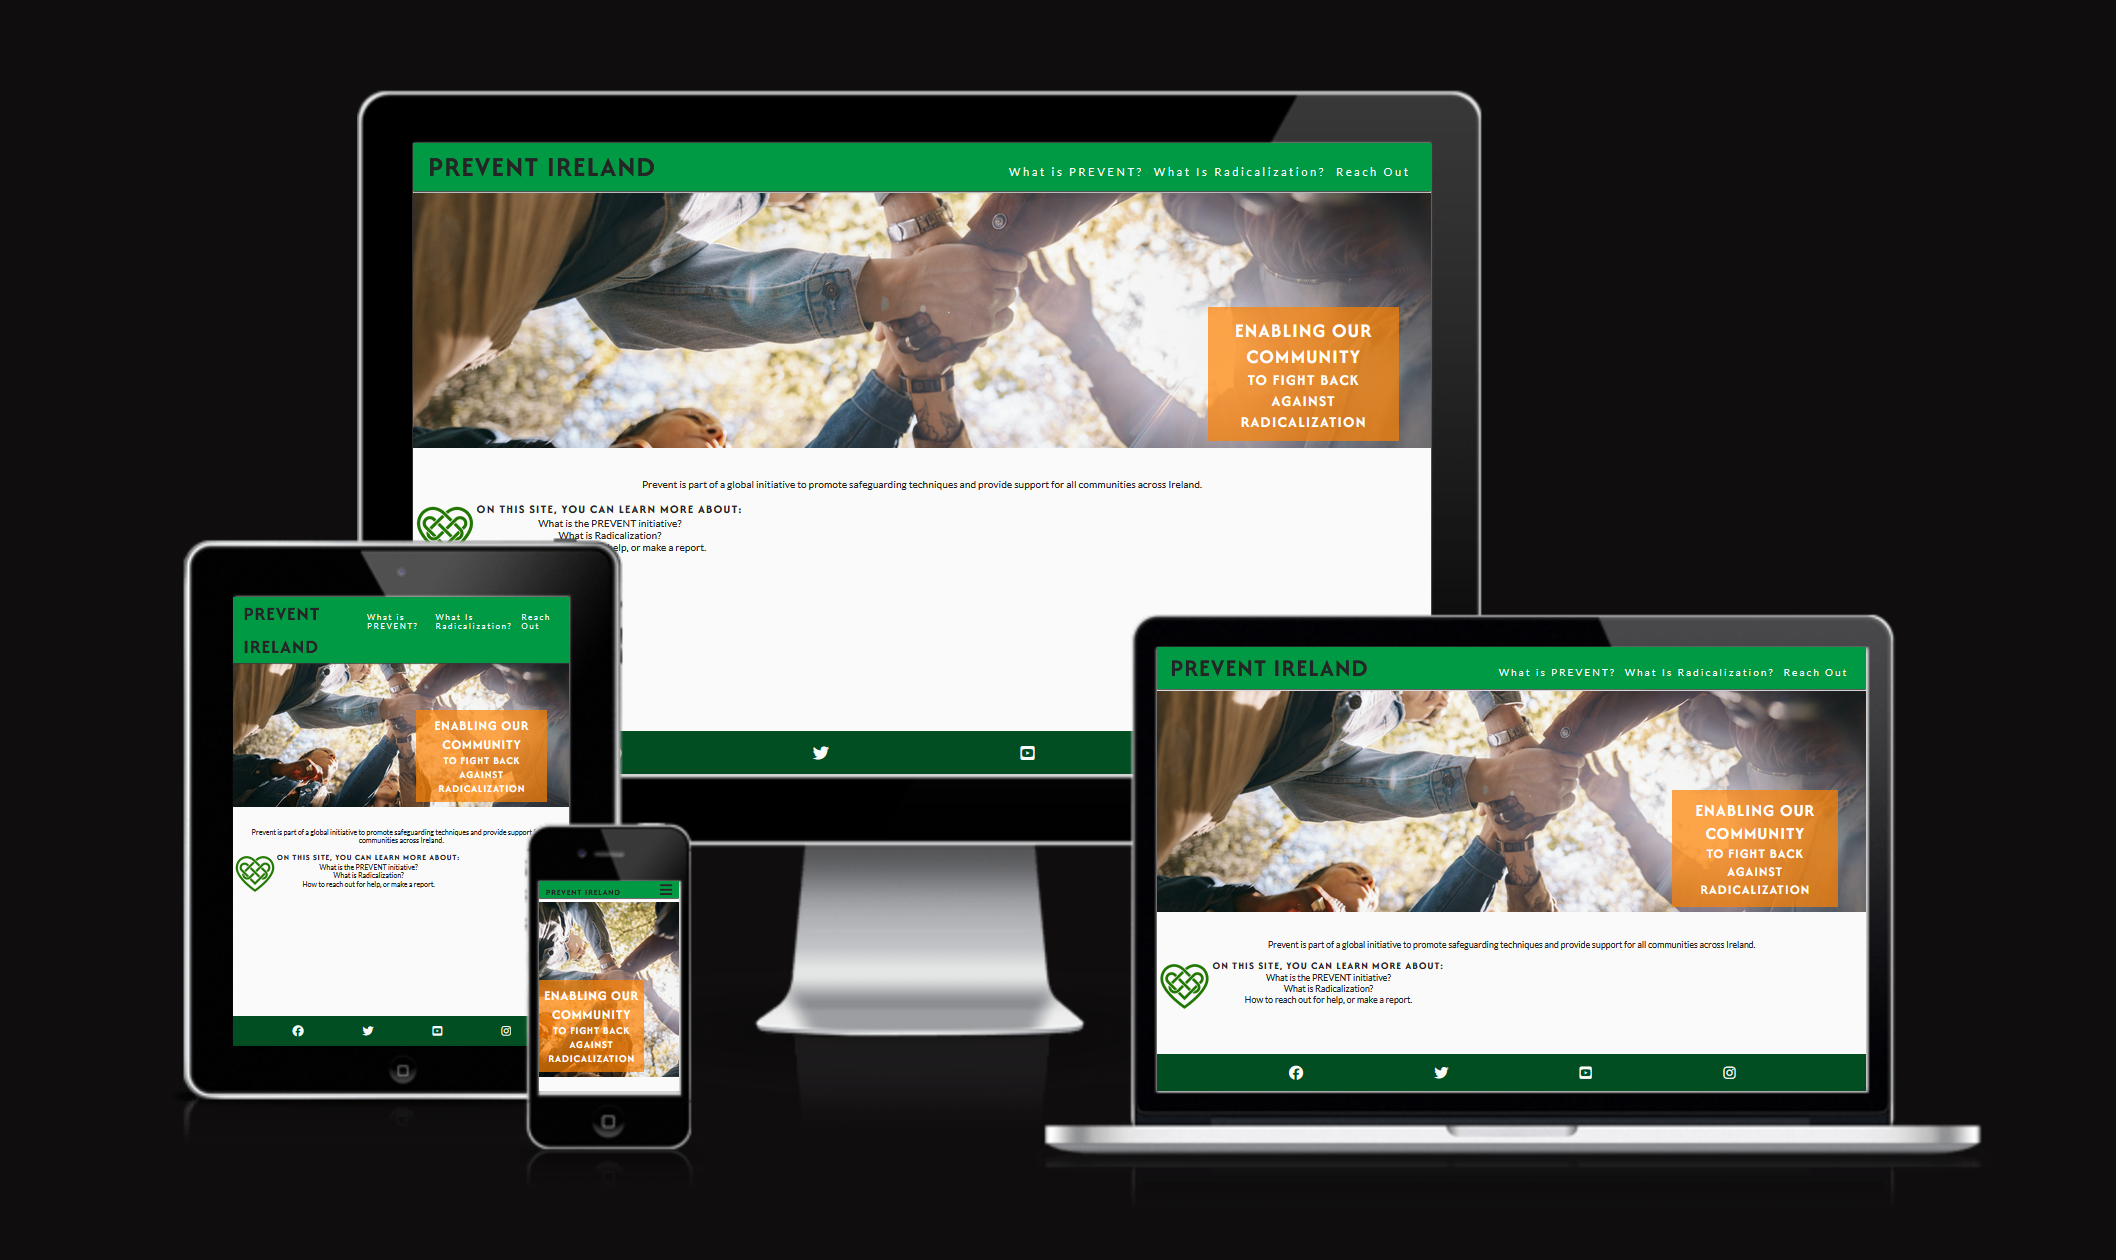 PREVENT IRELAND
What is PREVENT? What Is Radicalization? Reach Out
ENABLING OUR
COMMUNITY
TO FIGHT BACK
AGAINST
RADICALIZATION
Prevent is part of a global initiative to promote safeguarding techniques and provide support for all communities across Ireland.
ON THIS SITE, YOU CAN LEARN MORE ABOUT:
What is the PREVENT initiative?
What is Radicalization?
or make a report.
PREVENT
IRELAND
What is
PREVENT?
What Is
Radicalization?
Reach
Out
ENABLING OUR
COMMUNITY
TO FIGHT BACK
AGAINST
RADICALIZATION
Prevent is part of a global initiative to promote safeguarding techniques and provide support
communities across Ireland.
ON THIS SITE, YOU CAN LEARN MORE ABOUT:
What is the PREVENT initiative?
What is Radicalization?
How to reach out for help, or make a report.
PREVENT IRELAND
ENABLING OUR
COMMUNITY
TO FIGHT BACK
AGAINST
RADICALIZATION
PREVENT IRELAND
What is PREVENT? What Is Radicalization? Reach Out
ENABLING OUR
COMMUNITY
TO FIGHT BACK
AGAINST
RADICALIZATION
Prevent is part of a global initiative to promote safeguarding techniques and provide support for all communities across Ireland.
ON THIS SITE, YOU CAN LEARN MORE ABOUT:
What is the PREVENT initiative?
What is Radicalization?
How to reach out for help, or make a report.